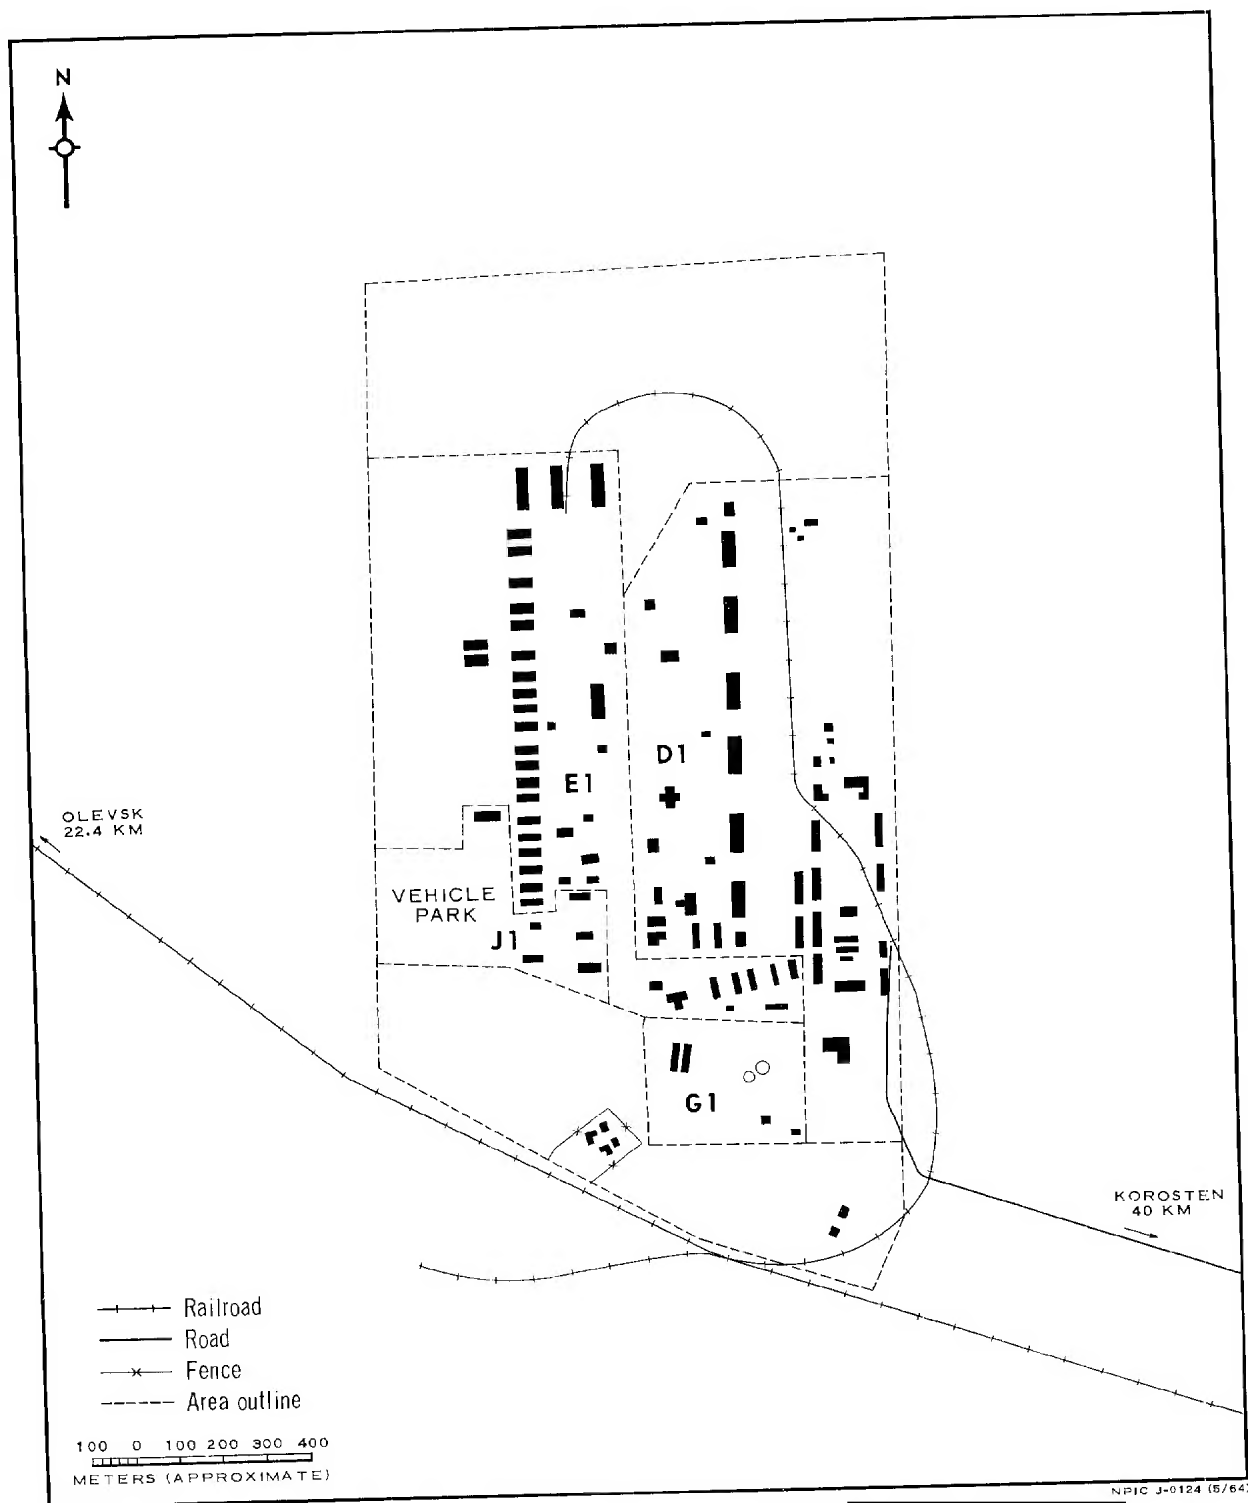 N
D1
E1
OLEVSK
22.4 KM
VEHICLE
PARK
J1
G1
KOROSTEN
40 KM
Railroad
Road
Fence
Area outline
100 0 100 200 300 400
METERS (APPROXIMATE)
NPIC J-0124 (5/64)